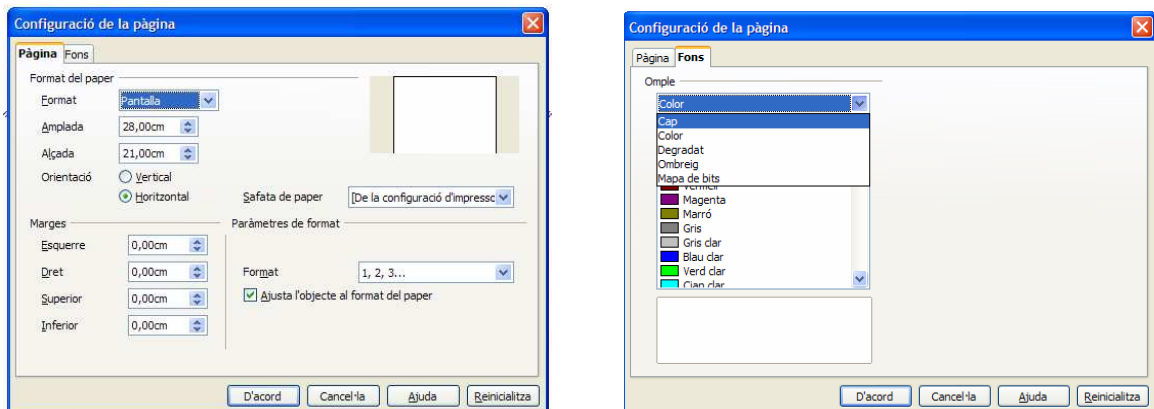 Configuració de la pàgina
Pàgina Fons
Format del paper
Format Pantalla
Amplada 28,00cm
Alçada 21,00cm
Orientació Vertical
Horitzontal Safata de paper [De la configuració d'impressc
Marges Paràmetres de format
Esquerre 0,00cm
Dret 0,00cm Format 1, 2, 3...
Superior 0,00cm Ajusta l'objecte al format del paper
Inferior 0,00cm
D'acord Cancel·la Ajuda Reinicialitza
Configuració de la pàgina
Pàgina Fons
Omple
Color
Cap
Color
Degradat
Ombreig
Mapa de bits
Vermell
Magenta
Marró
Gris
Gris clar
Blau clar
Verd clar
Cian clar
D'acord Cancel·la Ajuda Reinicialitza